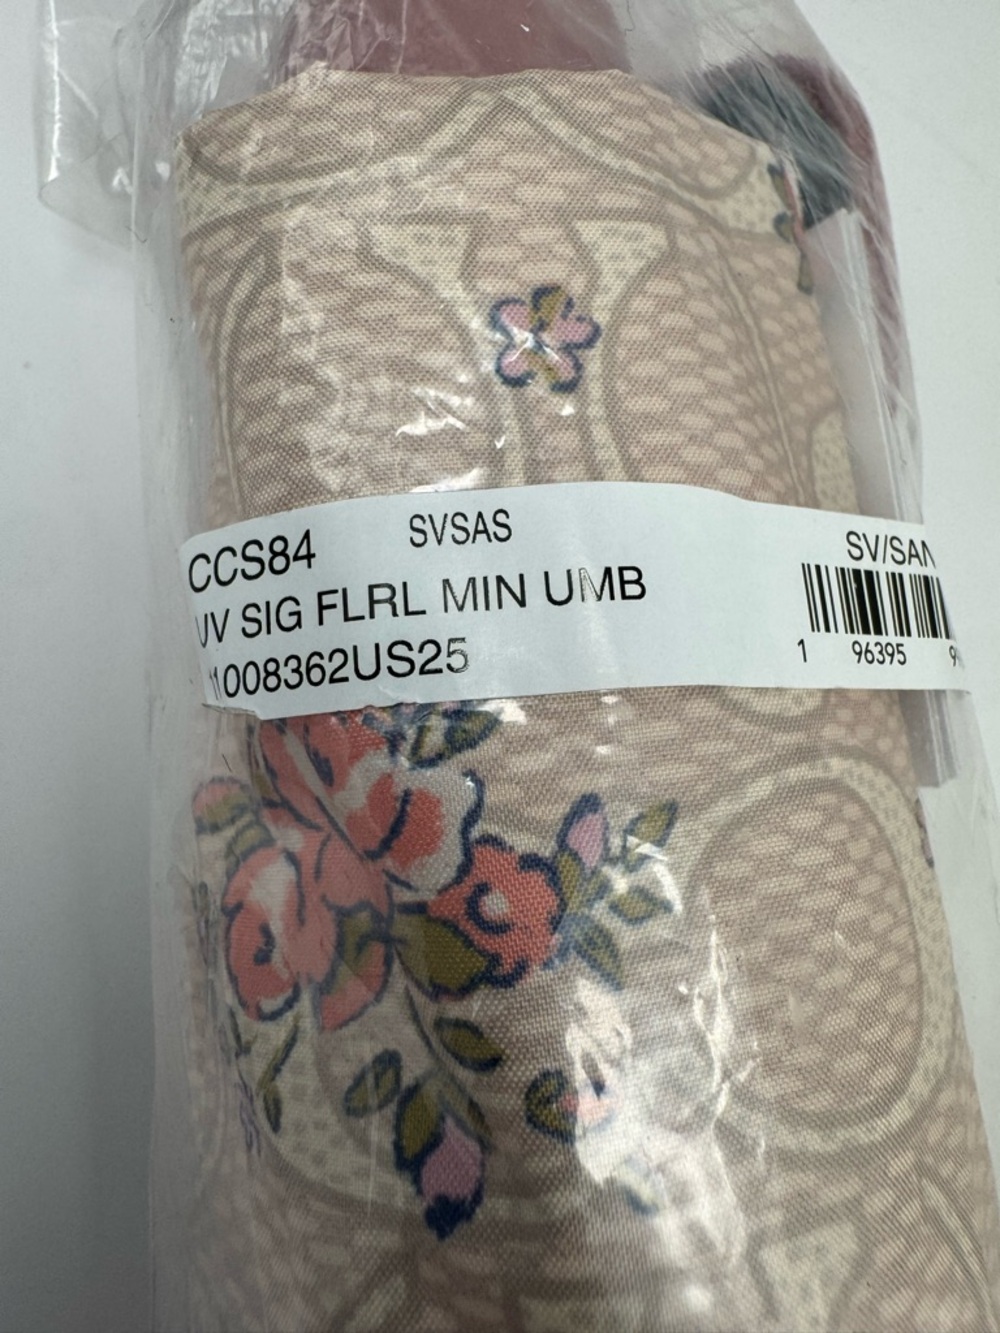 CCS84 SVSAS
UV SIG FLRL MIN UMB
1008362US25
SV/SAN
1 96395